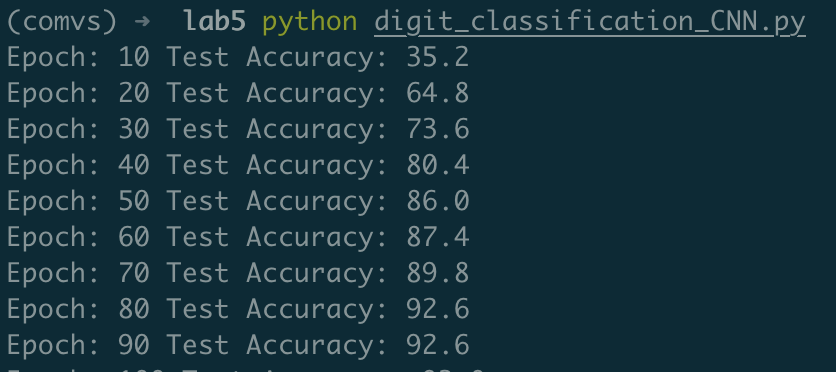 (comvs) → lab5 python digit_classification_CNN.py
Epoch: 10 Test Accuracy: 35.2
Epoch: 20 Test Accuracy: 64.8
Epoch: 30 Test Accuracy: 73.6
Epoch: 40 Test Accuracy: 80.4
Epoch: 50 Test Accuracy: 86.0
Epoch: 60 Test Accuracy: 87.4
Epoch: 70 Test Accuracy: 89.8
Epoch: 80 Test Accuracy: 92.6
Epoch: 90 Test Accuracy: 92.6